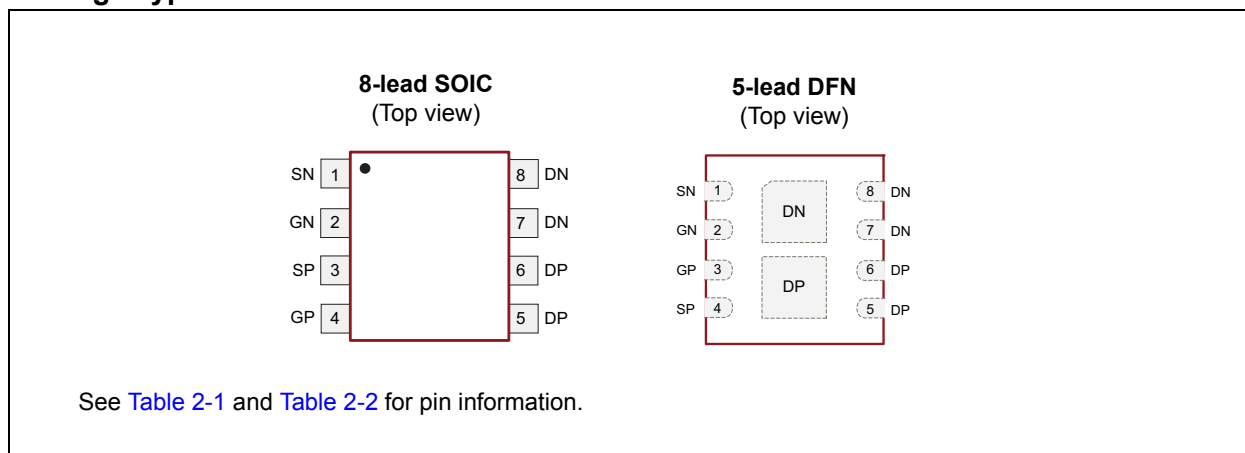 8-lead SOIC
(Top view)
SN 1 8 DN
GN 2 7 DN
SP 3 6 DP
GP 4 5 DP
5-lead DFN
(Top view)
SN 1 DN 8 DN
GN 2 7 DN
GP 3 DP 6 DP
SP 4 5 DP
See Table 2-1 and Table 2-2 for pin information.